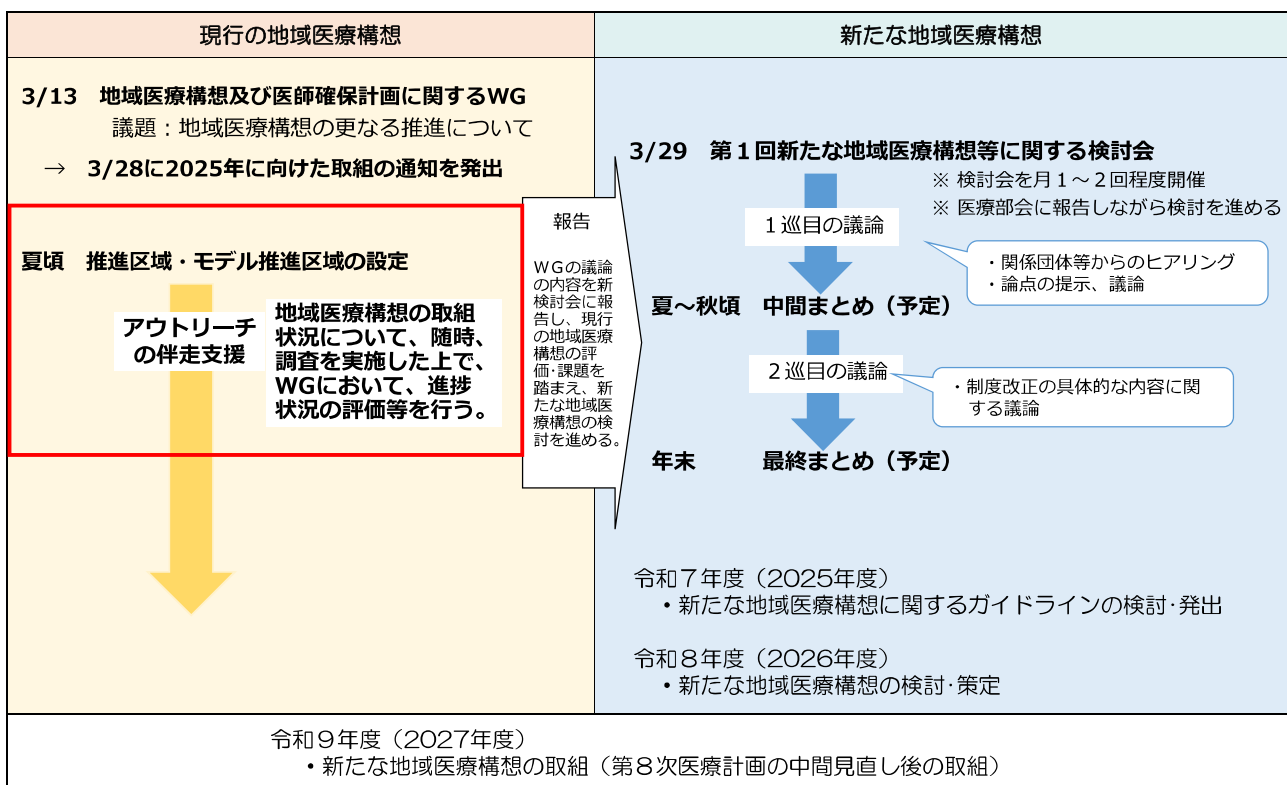 現行の地域医療構想
新たな地域医療構想
3/13 地域医療構想及び医師確保計画に関するWG
議題：地域医療構想の更なる推進について
→ 3/28に2025年に向けた取組の通知を発出
夏頃 推進区域・モデル推進区域の設定
アウトリーチ
の伴走支援
地域医療構想の取組
状況について、随時、
調査を実施した上で、
WGにおいて、進捗
状況の評価等を行う。
報告
ＷＧの議論
の内容を新
検討会に報
告し、現行
の地域医療
構想の評
価･課題を
踏まえ、新
たな地域医
療構想の検
討を進める。
3/29 第１回新たな地域医療構想等に関する検討会
※ 検討会を月１～２回程度開催
※ 医療部会に報告しながら検討を進める
１巡目の議論
・関係団体等からのヒアリング
・論点の提示、議論
夏～秋頃 中間まとめ（予定）
２巡目の議論
・制度改正の具体的な内容に関
する議論
年末 最終まとめ（予定）
令和７年度（2025年度）
・新たな地域医療構想に関するガイドラインの検討･発出
令和８年度（2026年度）
・新たな地域医療構想の検討･策定
令和９年度（2027年度）
・新たな地域医療構想の取組（第８次医療計画の中間見直し後の取組）